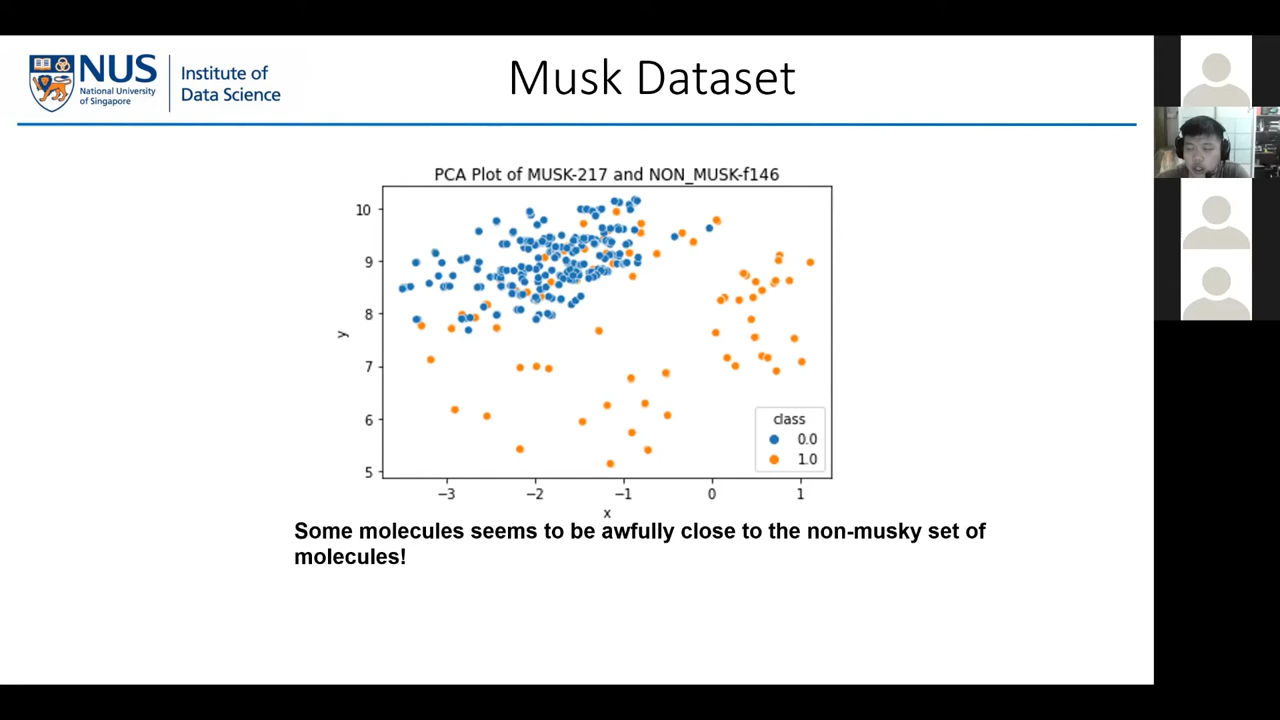 NUS
National University
of Singapore
Institute of
Data Science
Musk Dataset
PCA Plot of MUSK-217 and NON_MUSK-f146
10
9
8
7
6
5
y
−3
−2
−1
0
1
x
class
0.0
1.0
Some molecules seems to be awfully close to the non-musky set of
molecules!